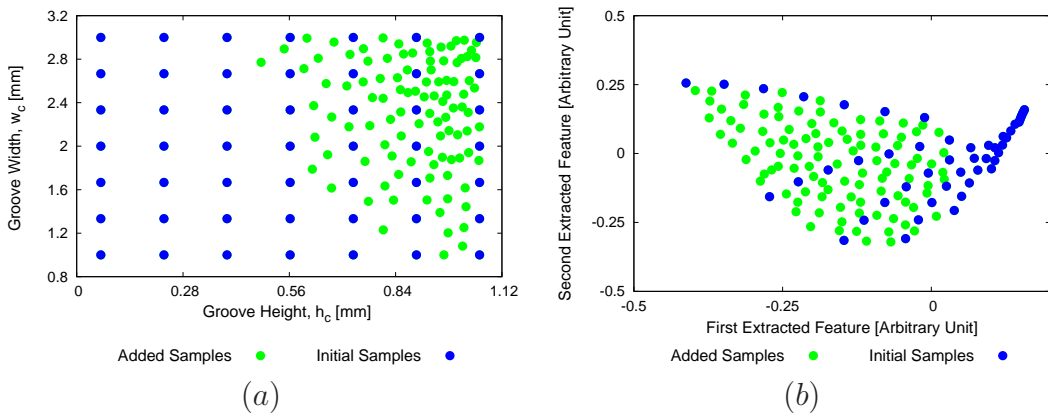 3.2
2.8
2.4
2
1.6
1.2
0.8
0
0.28
0.56
0.84
1.12
Groove Width, w_c [mm]
Groove Height, h_c [mm]
Added Samples
Initial Samples
(a)
0.5
0.25
0
-0.25
-0.5
-0.5
-0.25
0
Second Extracted Feature [Arbitrary Unit]
First Extracted Feature [Arbitrary Unit]
Added Samples
Initial Samples
(b)